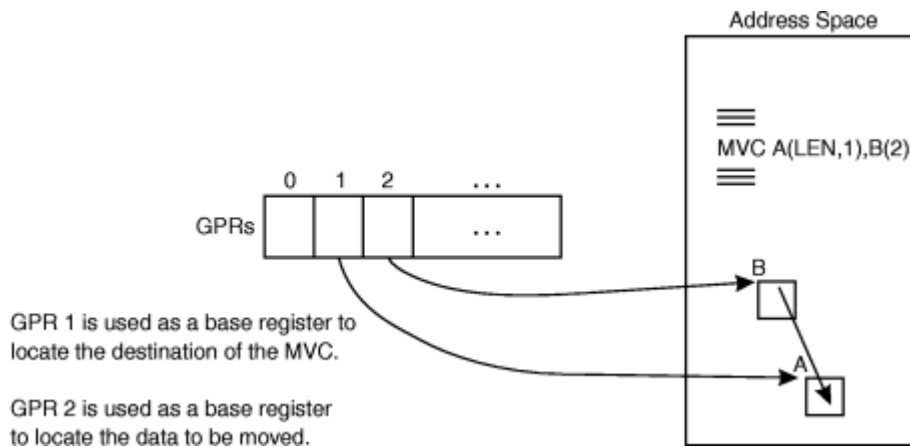 Address Space
MVC A(LEN,1),B(2)
0 1 2 ...
GPRs ...
B
GPR 1 is used as a base register to
locate the destination of the MVC.
A
GPR 2 is used as a base register
to locate the data to be moved.